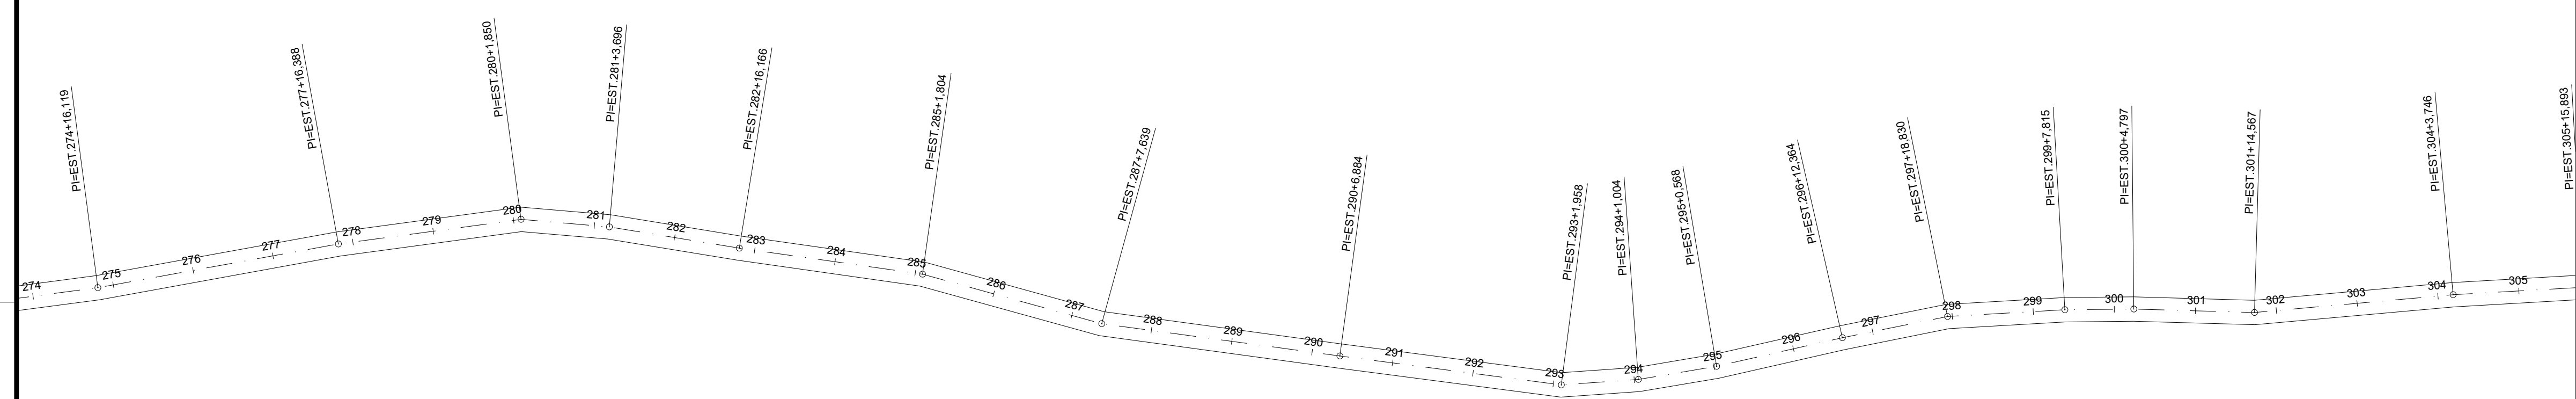 PI=EST.274+16,119
PI=EST.277+16,388
PI=EST.280+1,850
PI=EST.281+3,696
PI=EST.282+16,166
PI=EST.285+1,804
PI=EST.287+7,639
PI=EST.290+6,884
PI=EST.293+1,958
PI=EST.294+1,004
PI=EST.295+0,568
PI=EST.296+12,364
PI=EST.297+18,830
PI=EST.299+7,815
PI=EST.300+4,797
PI=EST.301+14,567
PI=EST.304+3,746
PI=EST.305+15,893
274
275
276
277
278
279
280
281
282
283
284
285
286
287
288
289
290
291
292
293
294
295
296
297
298
299
300
301
302
303
304
305